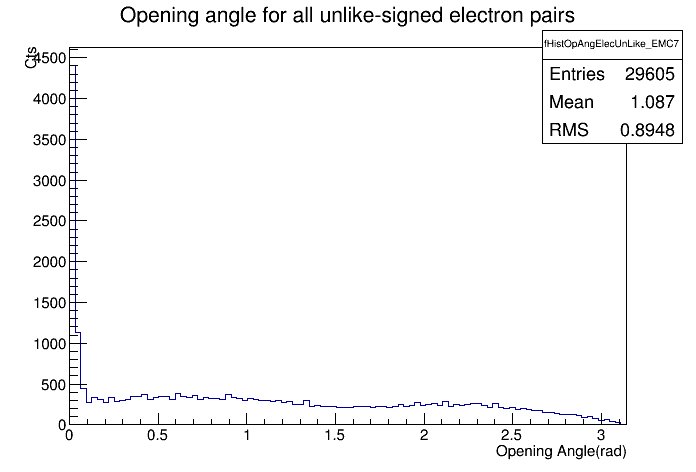 Opening angle for all unlike-signed electron pairs
fHistOpAngElecUnLike_EMC7
Entries 29605
Mean 1.087
RMS 0.8948
Cts
4500
4000
3500
3000
2500
2000
1500
1000
500
0
0 0.5 1 1.5 2 2.5 3
Opening Angle(rad)